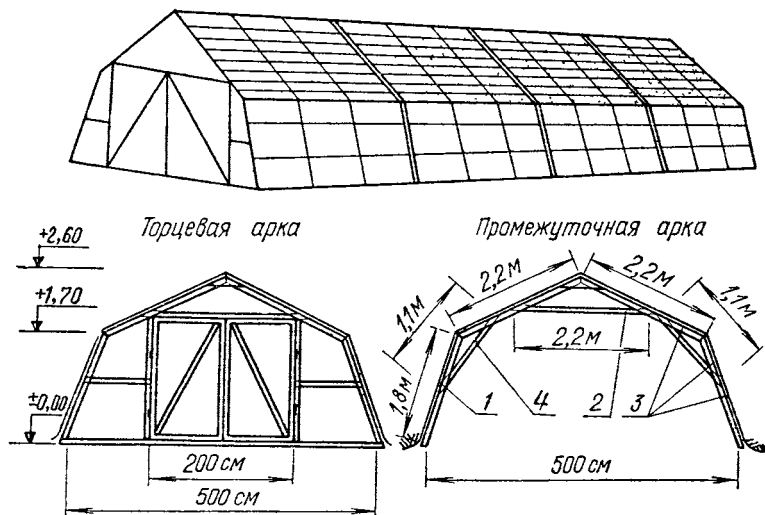 Торцевая арка
Промежуточная арка
+2,60
+1,70
±0,00
200 см
500 см
2,2м
2,2м
1,1м
1,1м
2,2м
1,8м
1
4
2
3
500 см